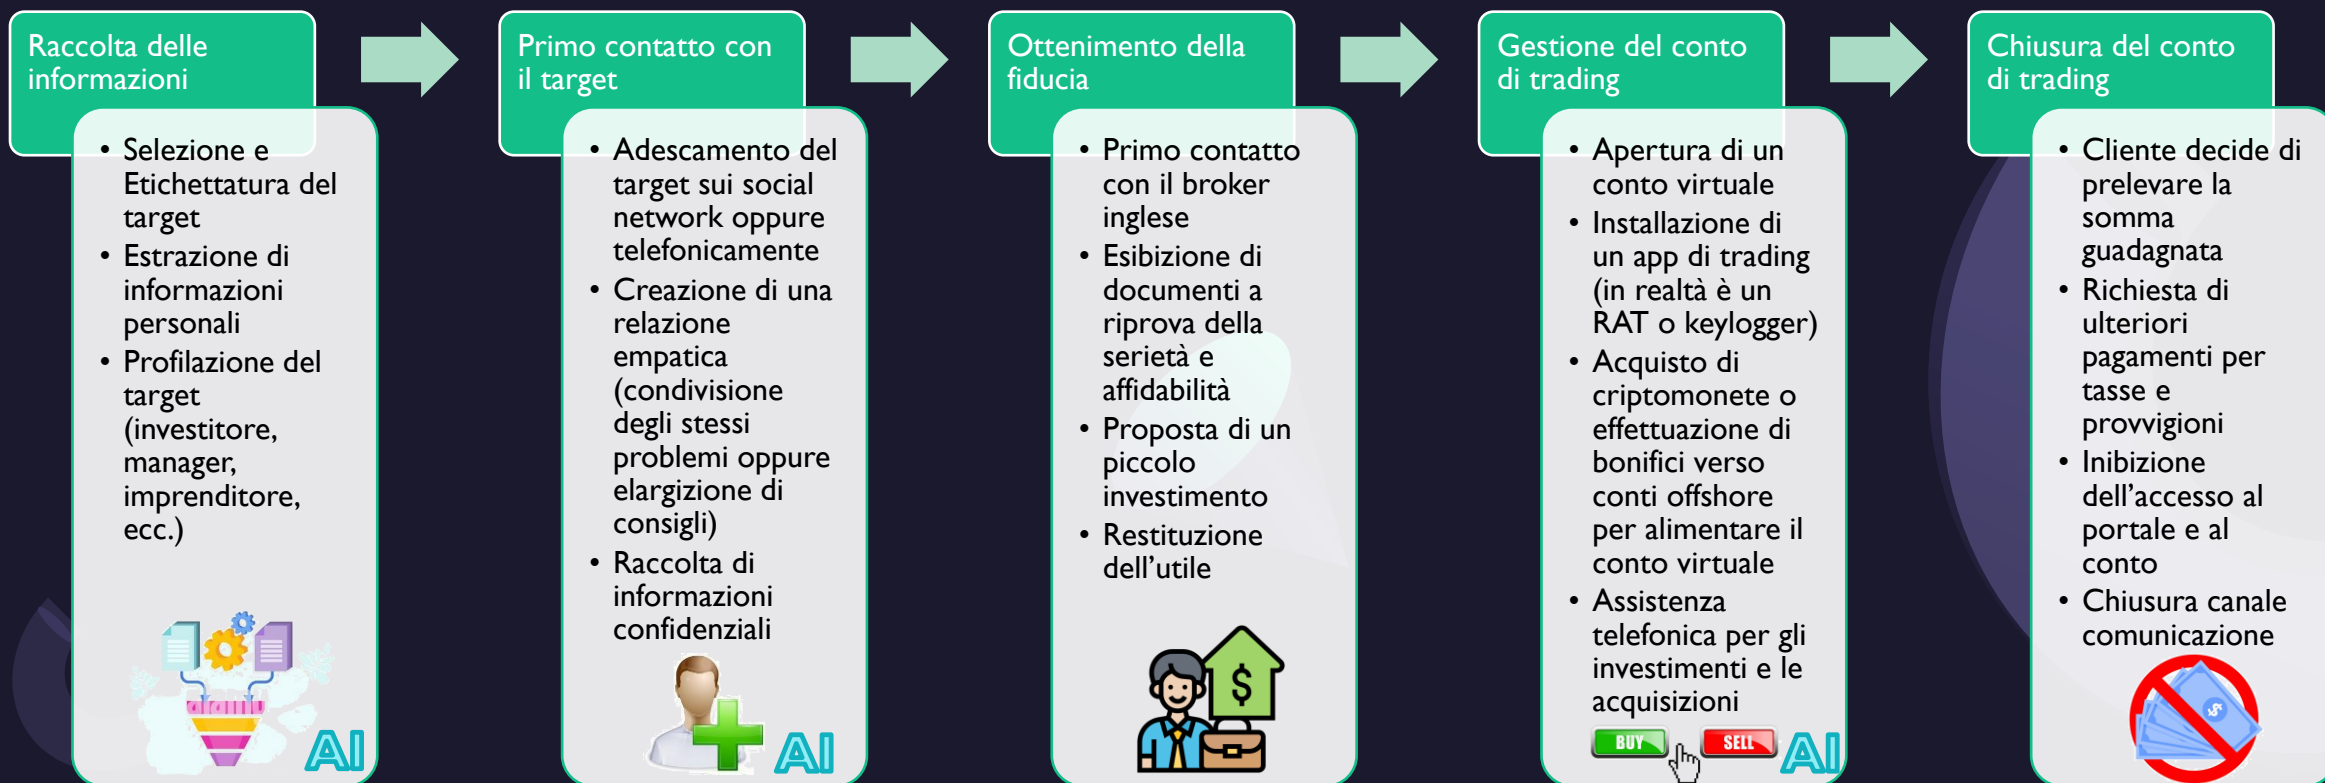 Raccolta delle
informazioni
• Selezione e
Etichettatura del
target
• Estrazione di
informazioni
personali
• Profilazione del
target
(investitore,
manager,
imprenditore,
ecc.)
AI
Primo contatto con
il target
• Adescamento del
target sui social
network oppure
telefonicamente
• Creazione di una
relazione
empatica
(condivisione
degli stessi
problemi oppure
elargizione di
consigli)
• Raccolta di
informazioni
confidenziali
AI
Ottenimento della
fiducia
• Primo contatto
con il broker
inglese
• Esibizione di
documenti a
riprova della
serietà e
affidabilità
• Proposta di un
piccolo
investimento
• Restituzione
dell’utile
$
Gestione del conto
di trading
• Apertura di un
conto virtuale
• Installazione di
un app di trading
(in realtà è un
RAT o keylogger)
• Acquisto di
criptomonete o
effettuazione di
bonifici verso
conti offshore
per alimentare il
conto virtuale
• Assistenza
telefonica per gli
investimenti e le
acquisizioni
BUY SELL AI
Chiusura del conto
di trading
• Cliente decide di
prelevare la
somma
guadagnata
• Richiesta di
ulteriori
pagamenti per
tasse e
provvigioni
• Inibizione
dell’accesso al
portale e al
conto
• Chiusura canale
comunicazione
$